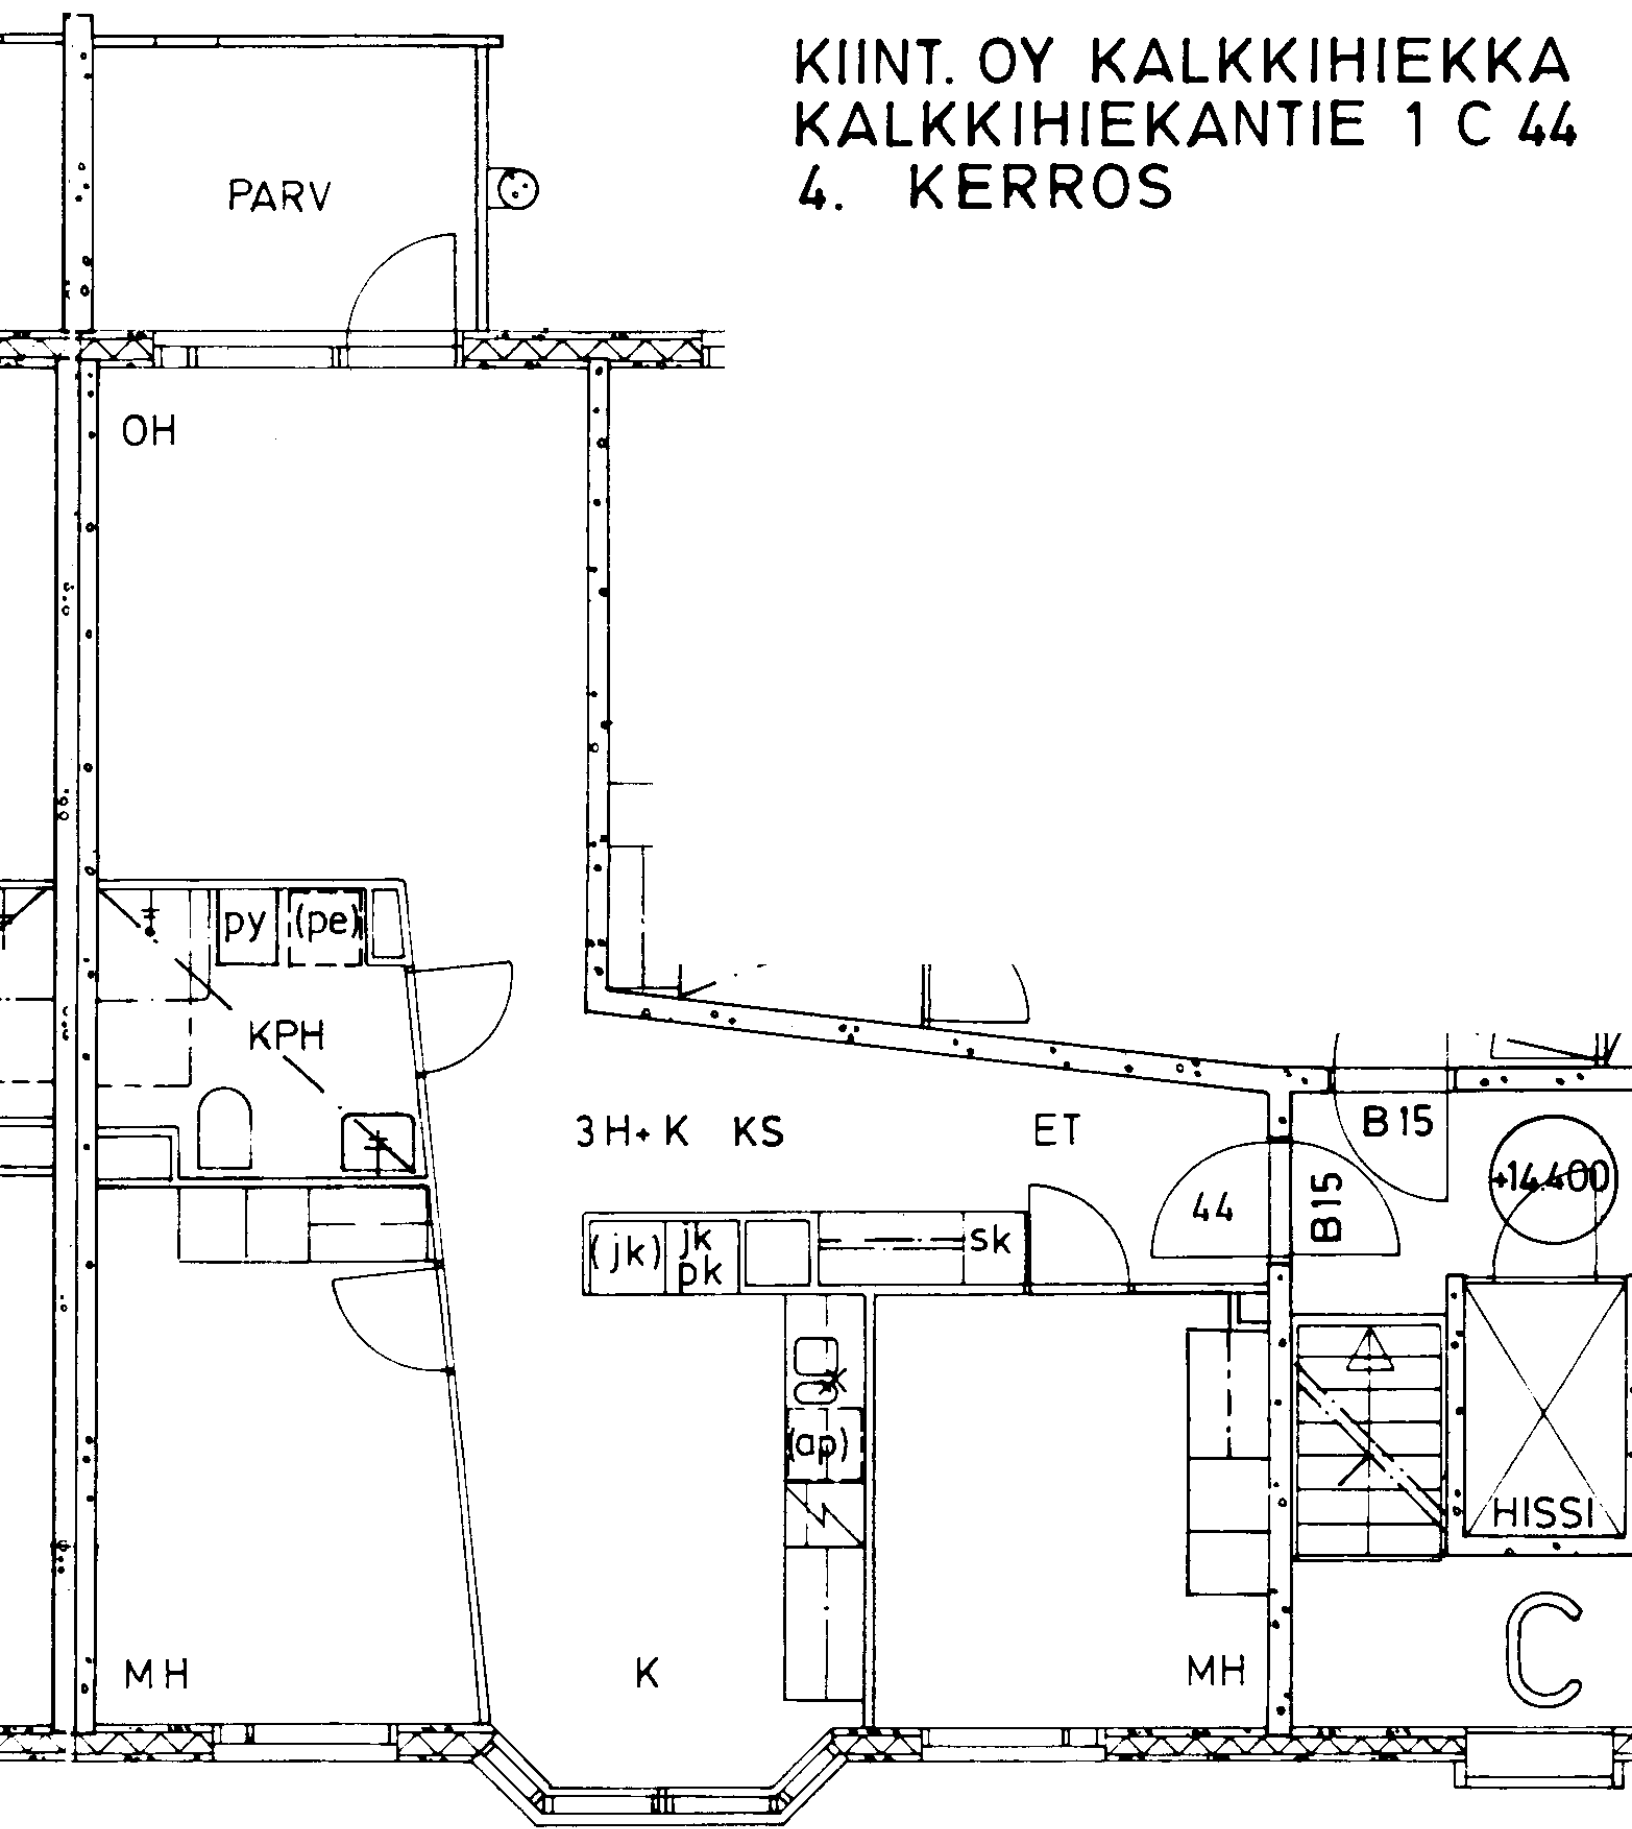 KIINT. OY KALKKIHIEKKA
KALKKIHIEKANTIE 1 C 44
4. KERROS
PARV
OH
py (pe)
KPH
3H+K KS ET
B15
+14.400
44
B15
(jk) jk pk
sk
(ap)
HISSI
MH
K
MH
C